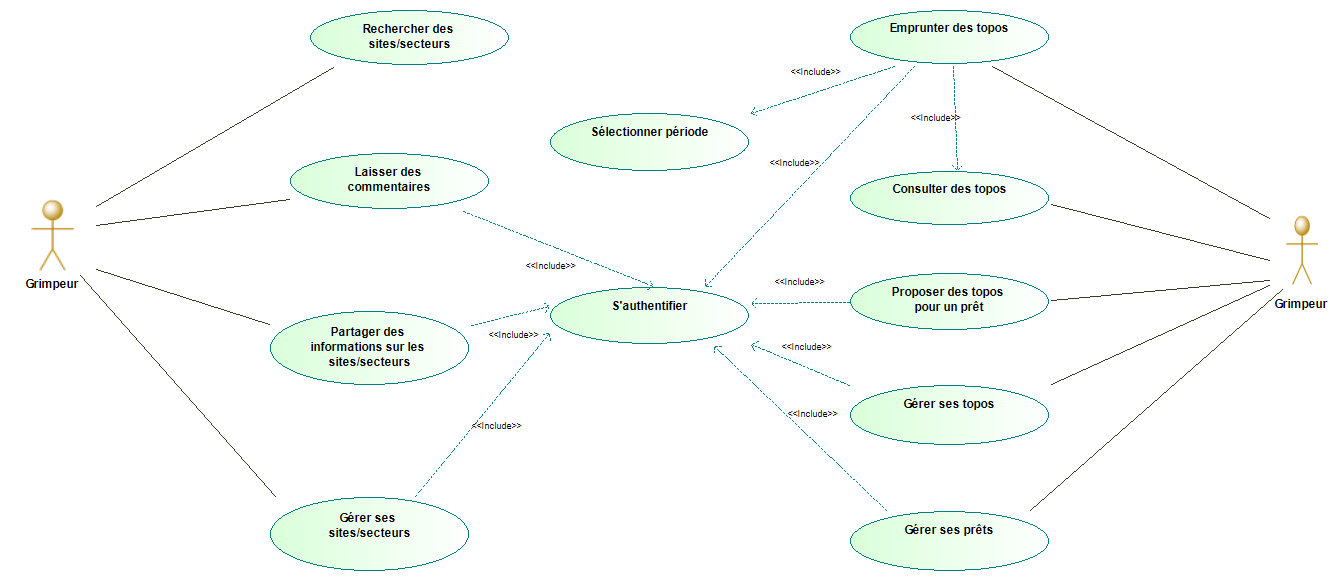 Rechercher des
sites/secteurs
Emprunter des topos
<<Include>>
<<Include>>
Sélectionner période
<<Include>>
Laisser des
commentaires
Consulter des topos
<<Include>>
Grimpeur
<<Include>>
Proposer des topos
pour un prêt
Grimpeur
S'authentifier
Partager des
informations sur les
sites/secteurs
<<Include>>
<<Include>>
Gérer ses topos
<<Include>>
<<Include>>
Gérer ses
sites/secteurs
Gérer ses prêts